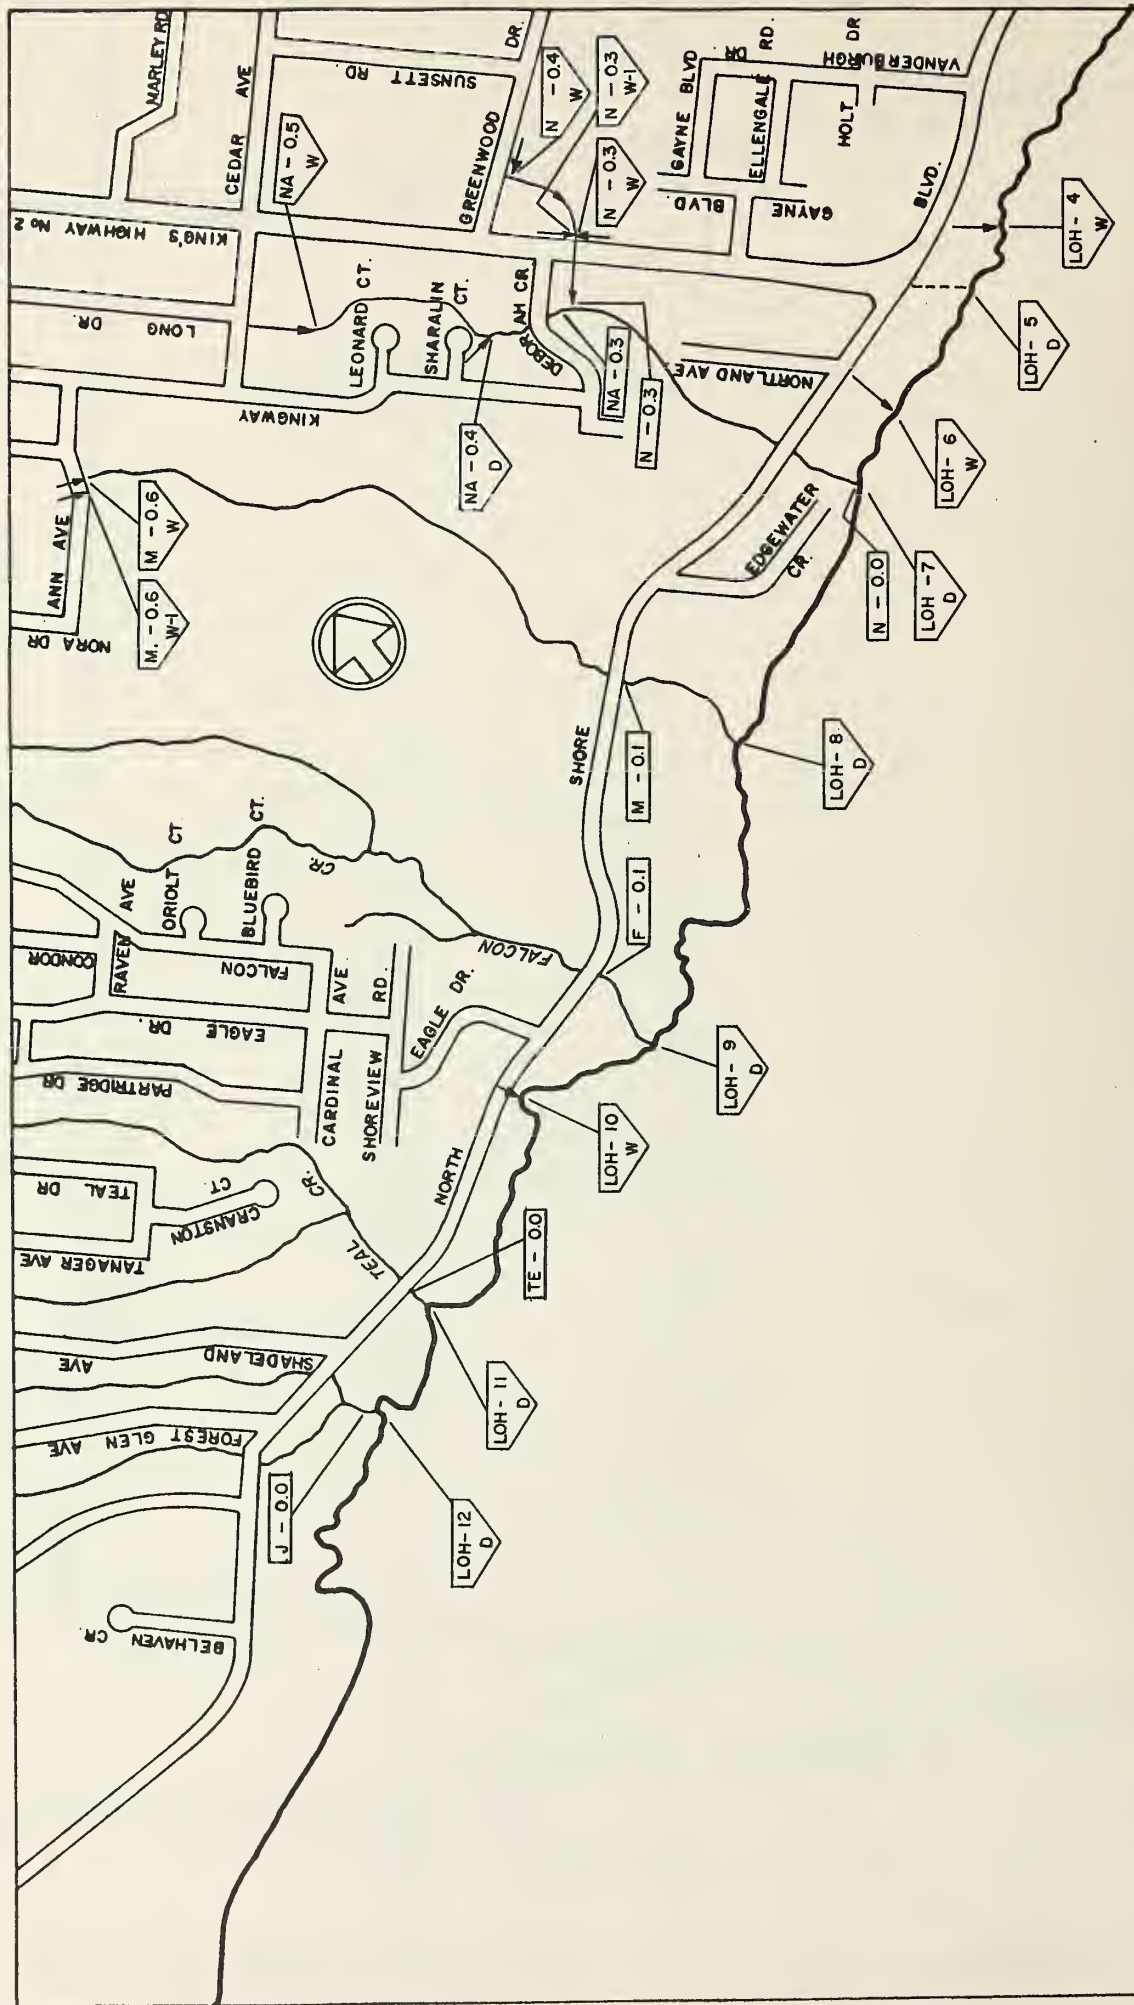 MARLEY RD
CEDAR AVE
SUNSETT RD
GREENWOOD DR.
KING'S HIGHWAY No 2
LONG DR.
KINGWAY
LEONARD CT.
SHARALIN CT.
DEBORAH CR
NORTLAND AVE
GAYNE BLVD
GAYNE BLVD
ELLENGALE RD.
HOLT DR
VANDERBURGH DR
NORTH SHORE BLVD.
EDGEWATER CR.
ANN AVE
NORA DR
ORIOLT CT
BLUEBIRD CT.
RAVEN AVE
CONDOR
FALCON
EAGLE DR.
PARTRIDGE DR
CARDINAL AVE
SHOREVIEW RD.
EAGLE DR.
FALCON CR.
TEAL CR.
TEAL DR
CRANSTON CT
TANAGER AVE
SHADELAND AVE
FOREST GLEN AVE
BELHAVEN CR.
NA - 0.5
W
N - 0.4
W
N - 0.3
W-1
N - 0.3
W
NA - 0.3
N - 0.3
NA - 0.4
D
M - 0.6
W
M. - 0.6
W-1
LOH - 4
W
LOH - 5
D
LOH - 6
W
LOH - 7
D
N - 0.0
LOH - 8
D
M - 0.1
F - 0.1
LOH - 9
D
LOH - 10
W
TE - 0.0
LOH - 11
D
LOH - 12
D
J - 0.0